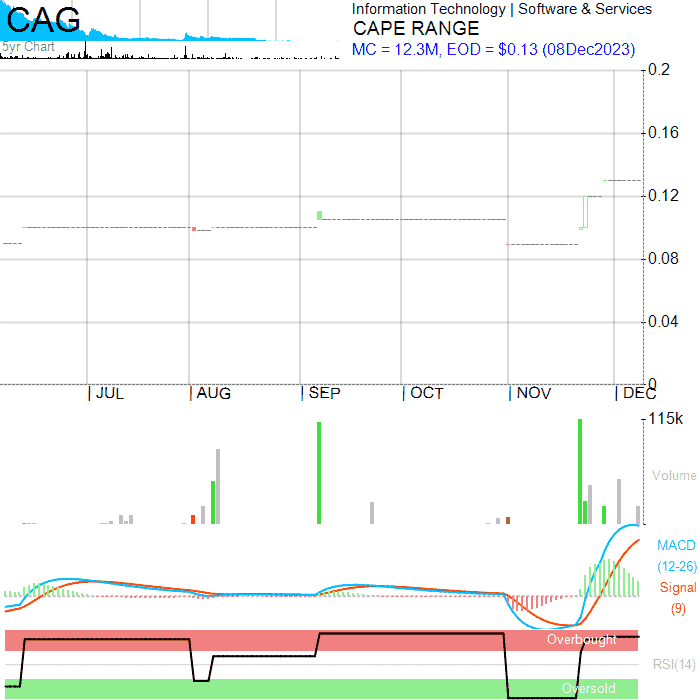 CAG
5yr Chart
Information Technology | Software & Services
CAPE RANGE
MC = 12.3M, EOD = $0.13 (08Dec2023)
0.2
0.16
0.12
0.08
0.04
0
| JUL | AUG | SEP | OCT | NOV | DEC
115k
Volume
MACD
(12-26)
Signal
(9)
Overbought
RSI(14)
Oversold